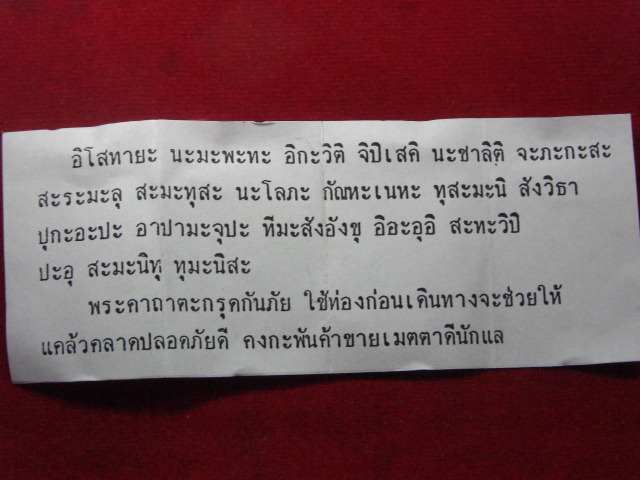 อิโสทายะ นะมะพะทะ อิกะวิติ จิปิเสคิ นะชาลิติ จะภะกะสะ
สะระมะลุ สะมะทุสะ นะโลภะ กัณหะเนหะ ทุสะมะนิ สังวิธา
ปุกะอะปะ อาปามะจุปะ ทีมะสังอังขุ อิอะอุอิ สะทะวิปิ
ปะอุ สะมะนิทุ ทุมะนิสะ
พระคาถาตะกรุดกันภัย ใช้ท่องก่อนเดินทางจะช่วยให้
แคล้วคลาดปลอดภัยดี คงกะพันค้าขายเมตตาดีนักแล